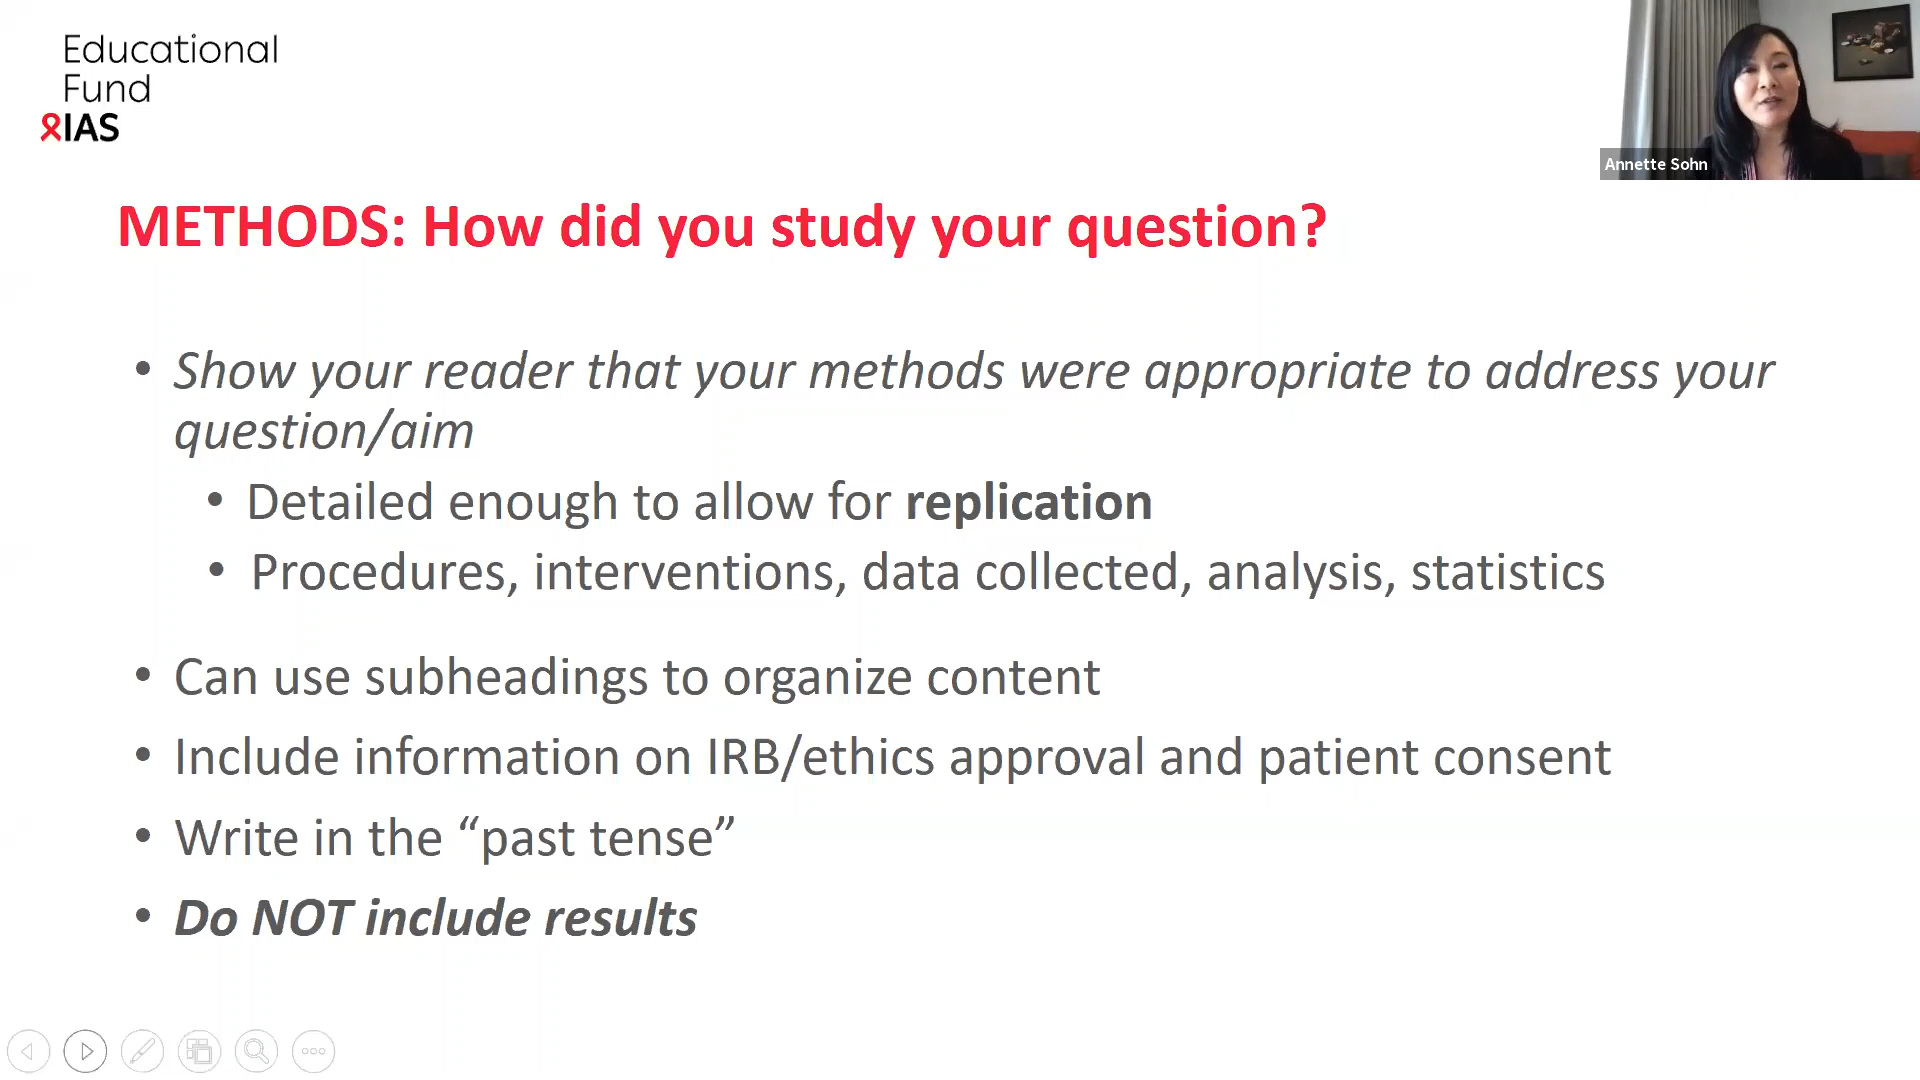 Educational
Fund
IAS
Annette Sohn
METHODS: How did you study your question?
• Show your reader that your methods were appropriate to address your
question/aim
• Detailed enough to allow for replication
• Procedures, interventions, data collected, analysis, statistics
• Can use subheadings to organize content
• Include information on IRB/ethics approval and patient consent
• Write in the “past tense”
• Do NOT include results